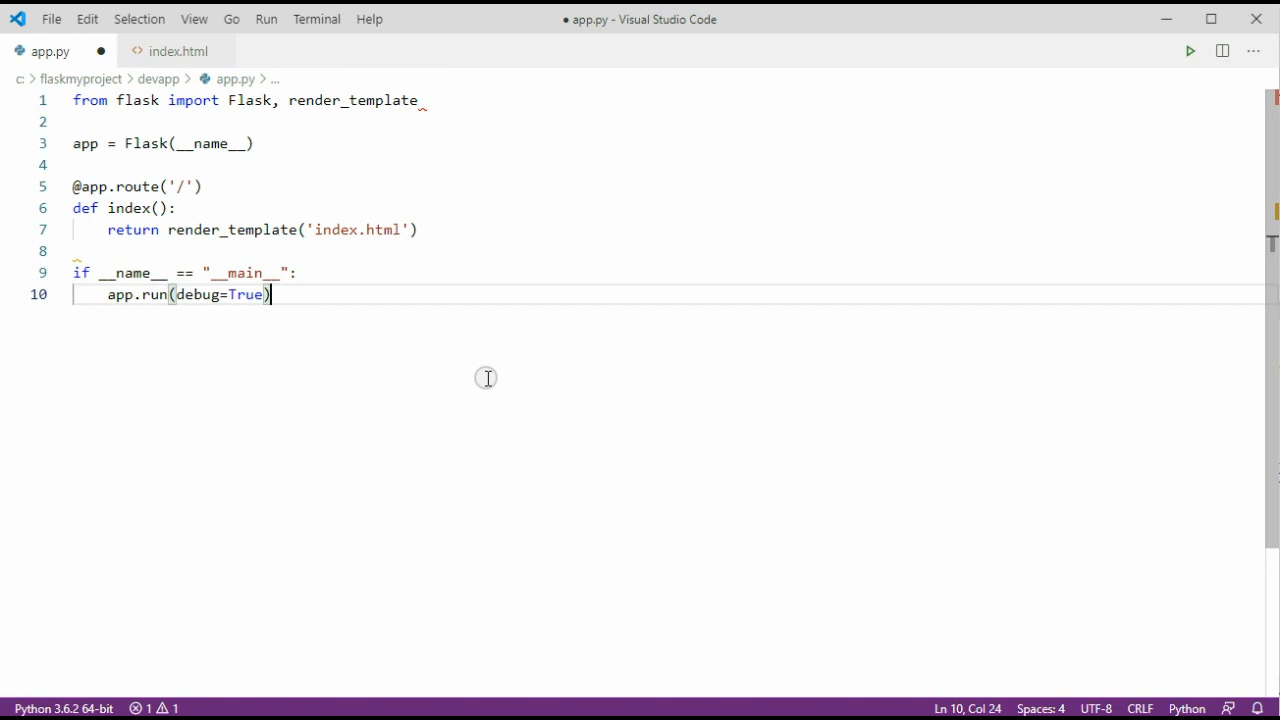 File Edit Selection View Go Run Terminal Help ● app.py - Visual Studio Code
app.py ● <> index.html
c: > flaskmyproject > devapp > app.py > ...
1 from flask import Flask, render_template
2
3 app = Flask(__name__)
4
5 @app.route('/')
6 def index():
7     return render_template('index.html')
8
9 if __name__ == "__main__":
10     app.run(debug=True)
Python 3.6.2 64-bit 1 1 Ln 10, Col 24 Spaces: 4 UTF-8 CRLF Python